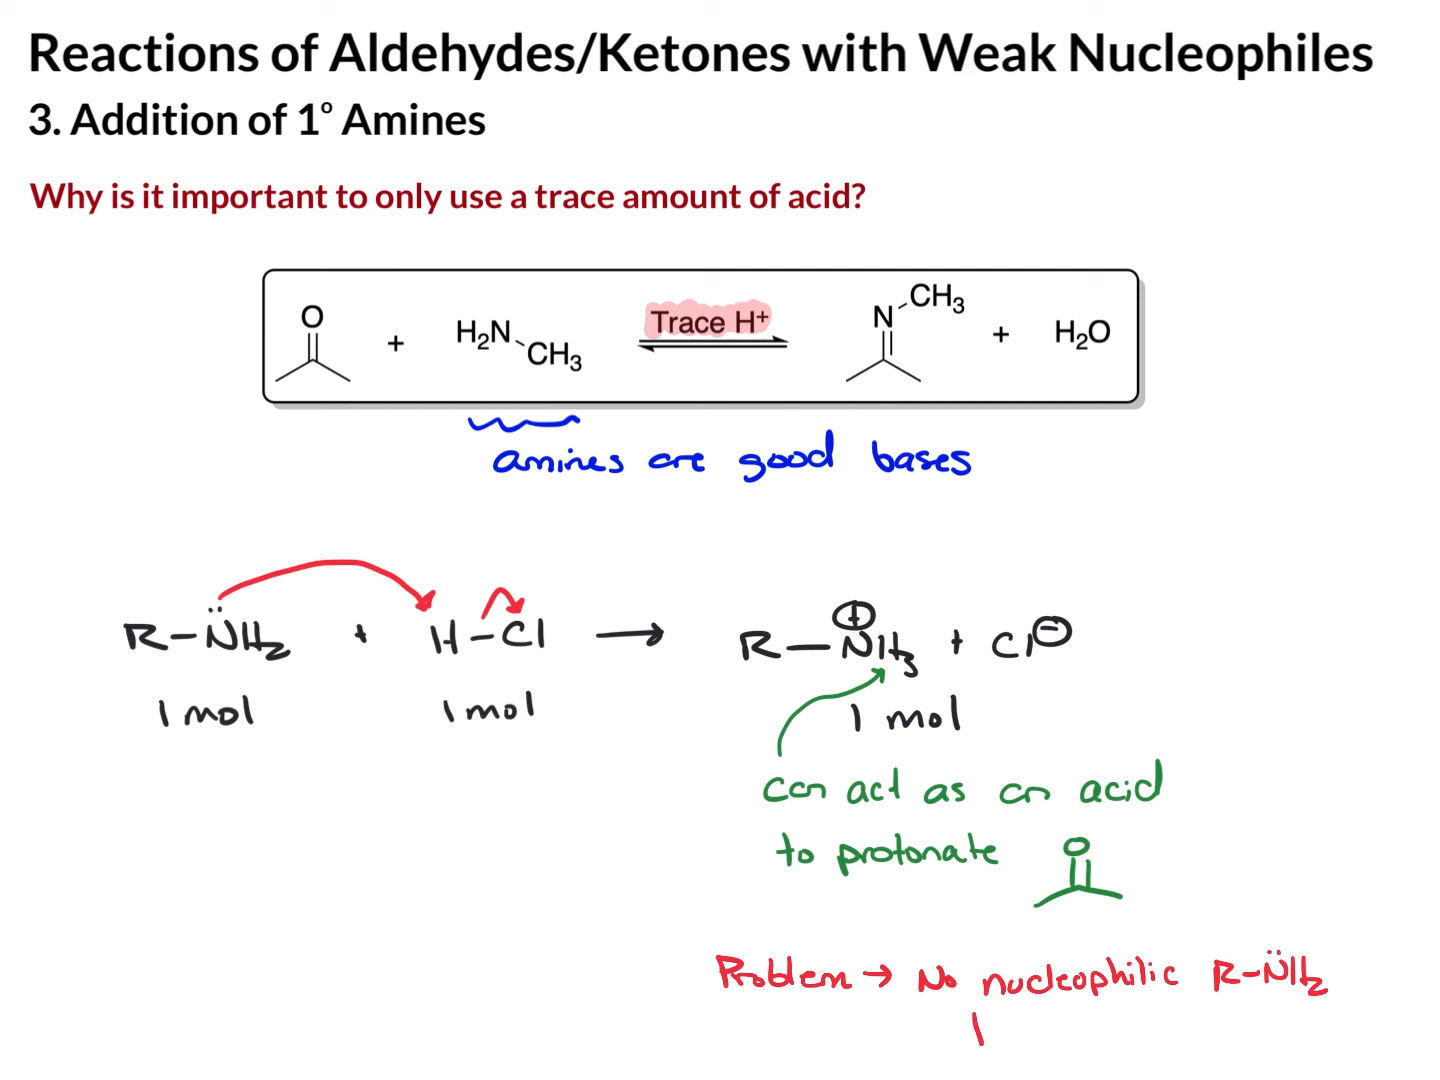 Reactions of Aldehydes/Ketones with Weak Nucleophiles
3. Addition of 1° Amines
Why is it important to only use a trace amount of acid?
O + H₂N CH₃ Trace H⁺ N CH₃ + H₂O
amines are good bases
R–N̈H₂ + H–Cl → R–N⊕H₃ + Cl⊖
1 mol 1 mol 1 mol
can act as an acid
to protonate O
Problem → No nucleophilic R–N̈H₂